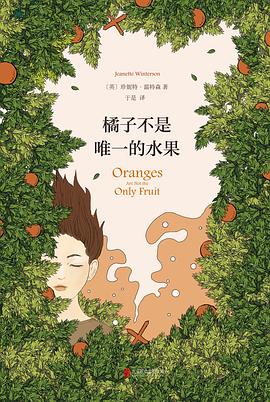 Jeanette Winterson
〔英〕珍妮特·温特森 著
于是 译
橘子不是
唯一的水果
Oranges
Are Not the
Only Fruit